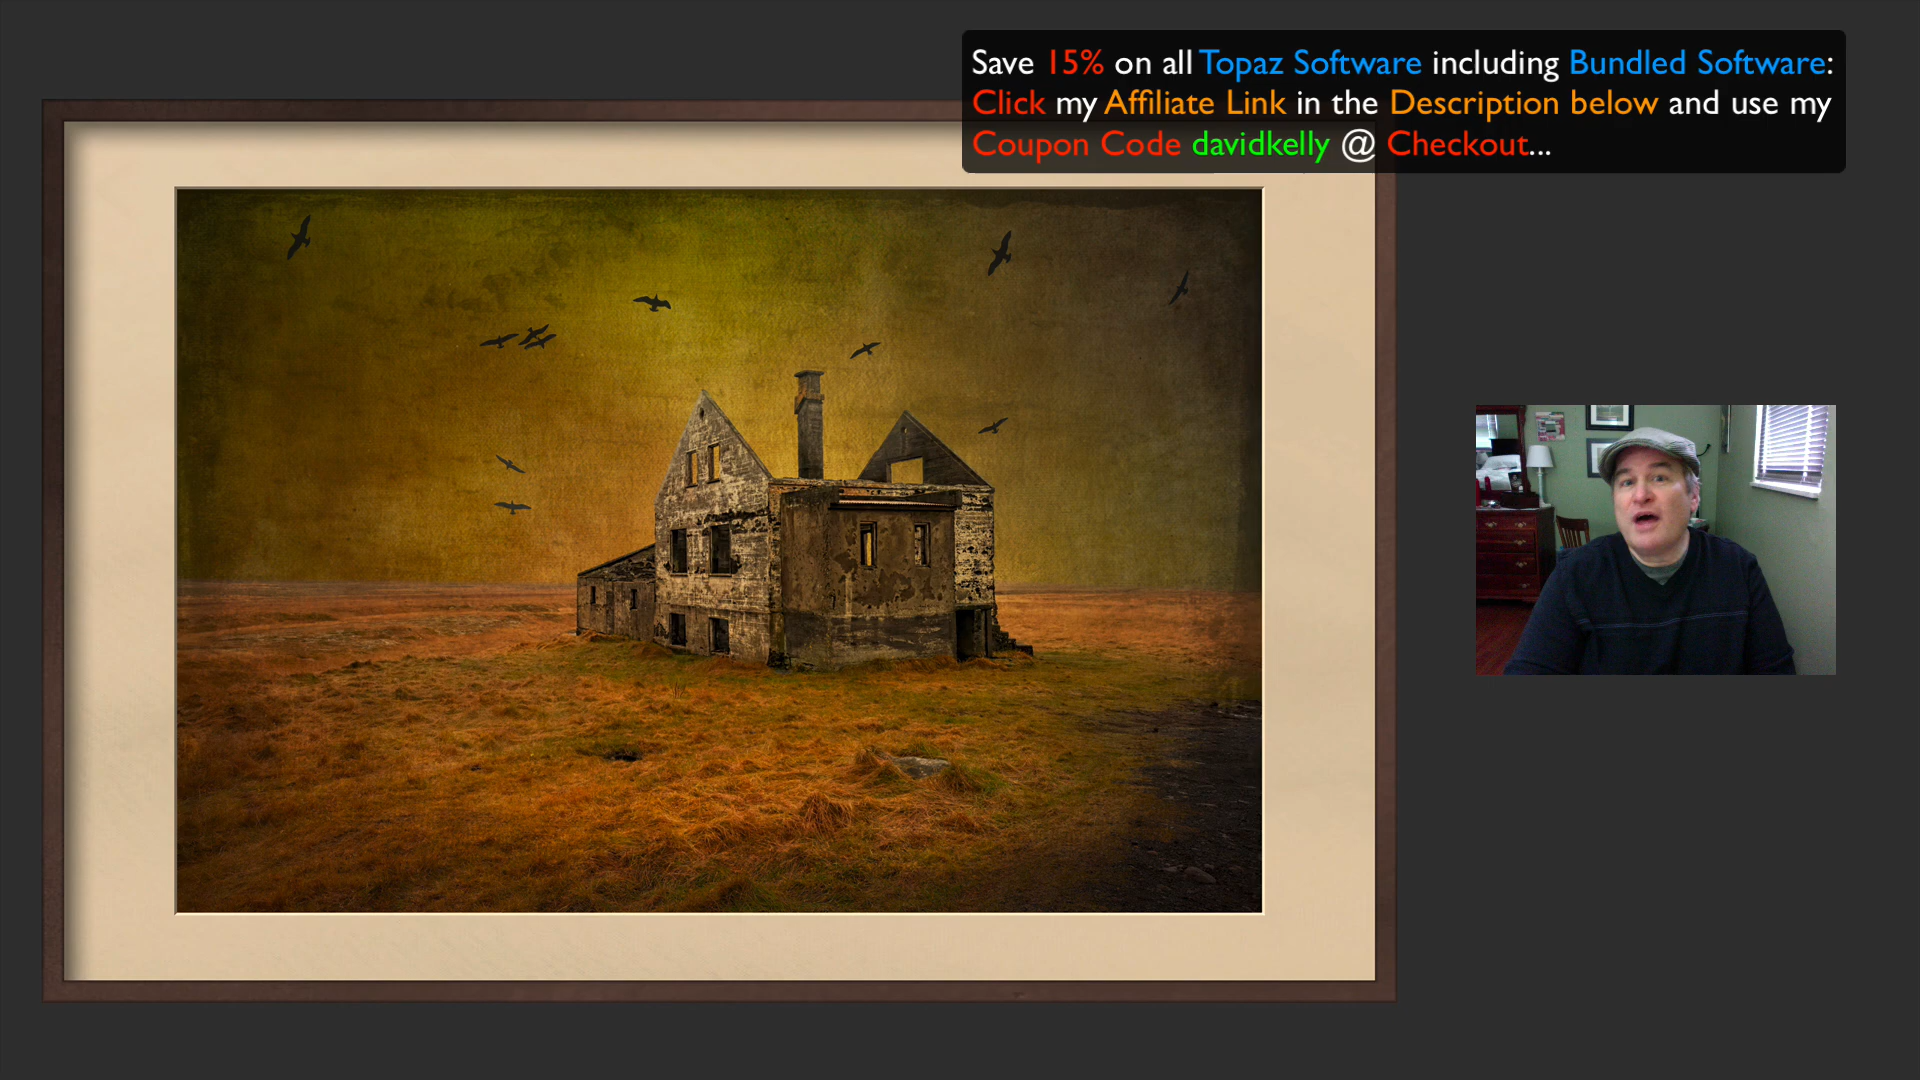 Save 15% on all Topaz Software including Bundled Software:
Click my Affiliate Link in the Description below and use my
Coupon Code davidkelly @ Checkout...